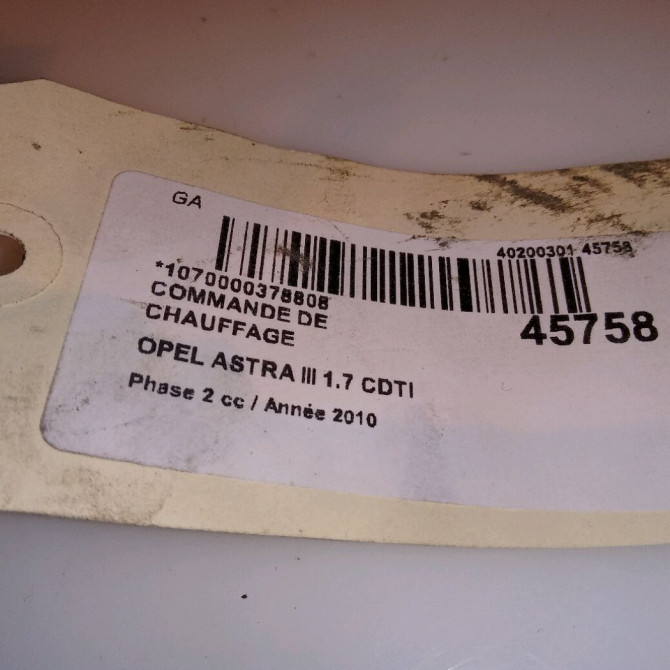 GA
40200301 45758
*1070000378808
45758
COMMANDE DE
CHAUFFAGE
OPEL ASTRA III 1.7 CDTI
Phase 2 cc / Année 2010